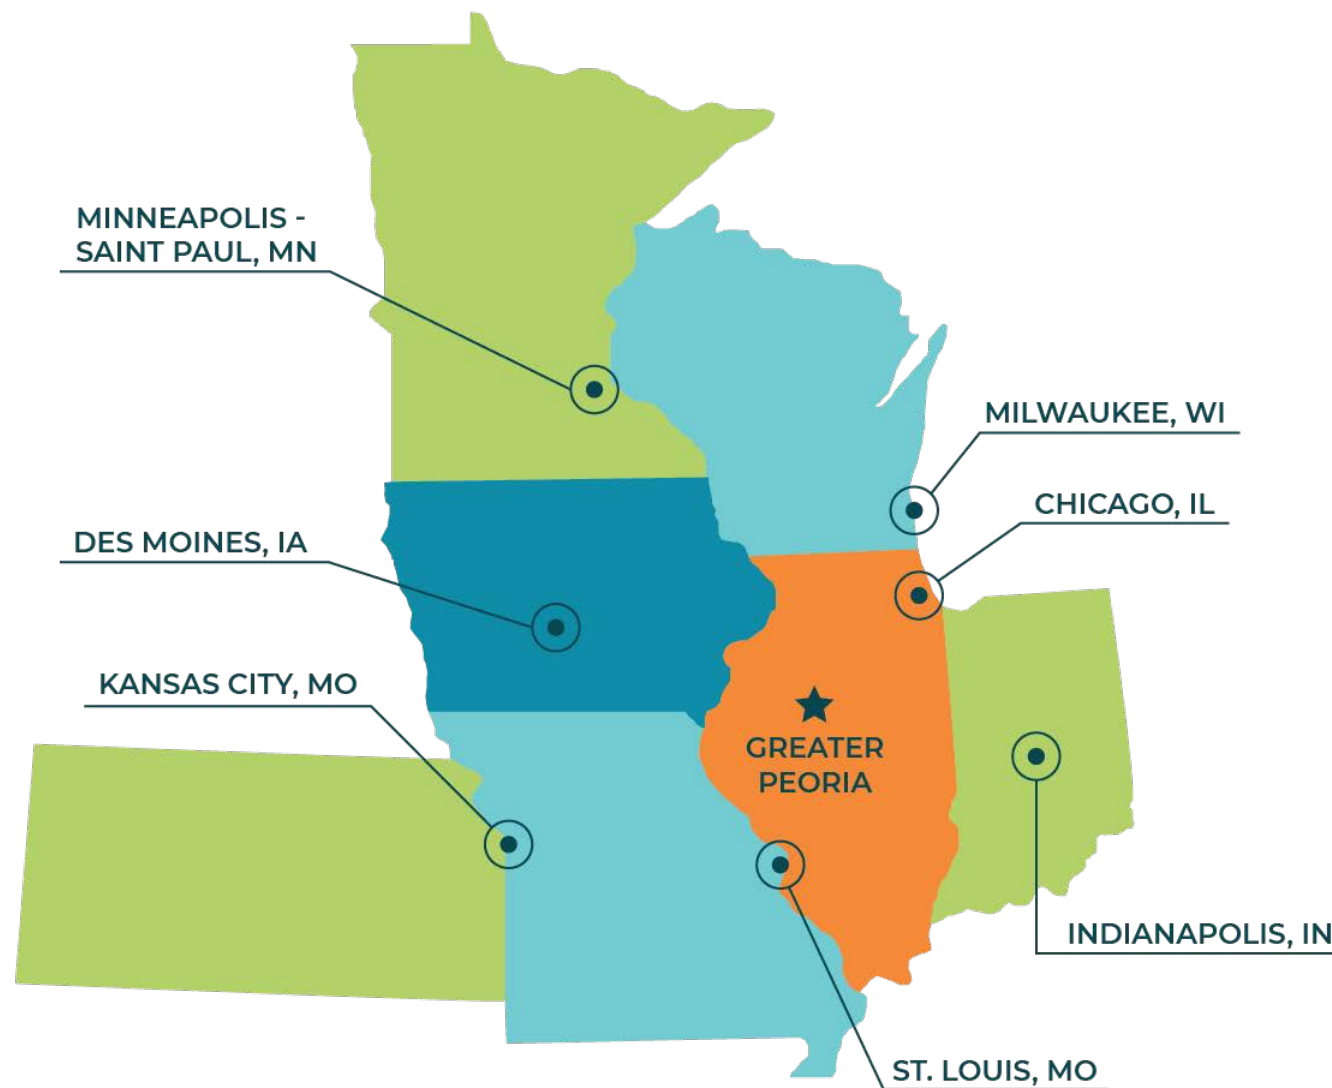 MINNEAPOLIS -
SAINT PAUL, MN
MILWAUKEE, WI
CHICAGO, IL
DES MOINES, IA
KANSAS CITY, MO
GREATER
PEORIA
INDIANAPOLIS, IN
ST. LOUIS, MO